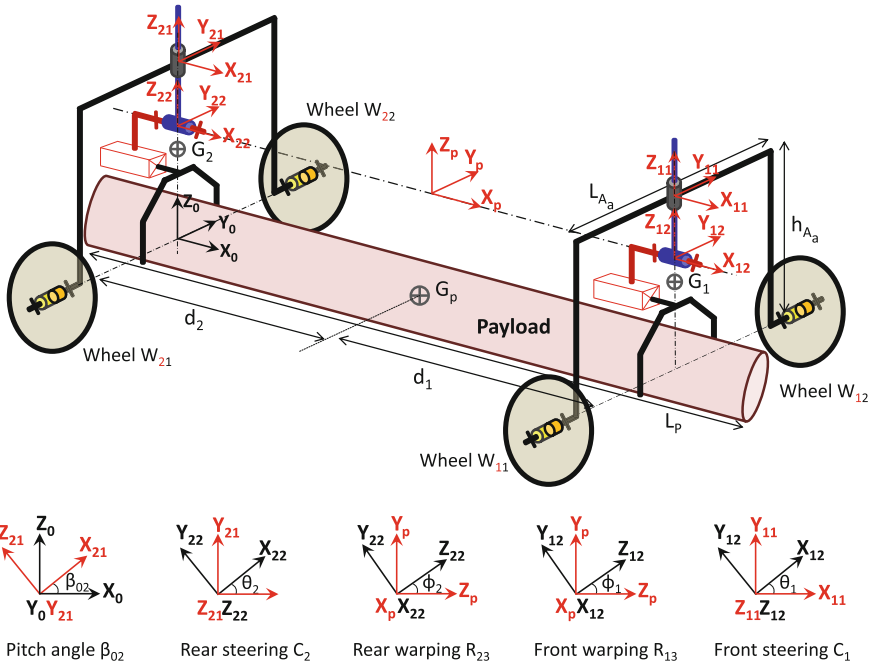 Z21
Y21
X21
Z22
Y22
X22
G2
Wheel W22
Z0
Y0
X0
Zp
Yp
Xp
LAa
Z11
Y11
X11
hAa
Z12
Y12
X12
G1
Gp
Payload
d2
d1
LP
Wheel W21
Wheel W12
Wheel W11
Z21 Z0 X21 β02 X0 Y0 Y21
Y22 Y21 X22 θ2 Z21 Z22
Y22 Yp Z22 ϕ2 Zp Xp X22
Y12 Yp Z12 ϕ1 Zp Xp X12
Y12 Y11 X12 θ1 X11 Z11 Z12
Pitch angle β02
Rear steering C2
Rear warping R23
Front warping R13
Front steering C1